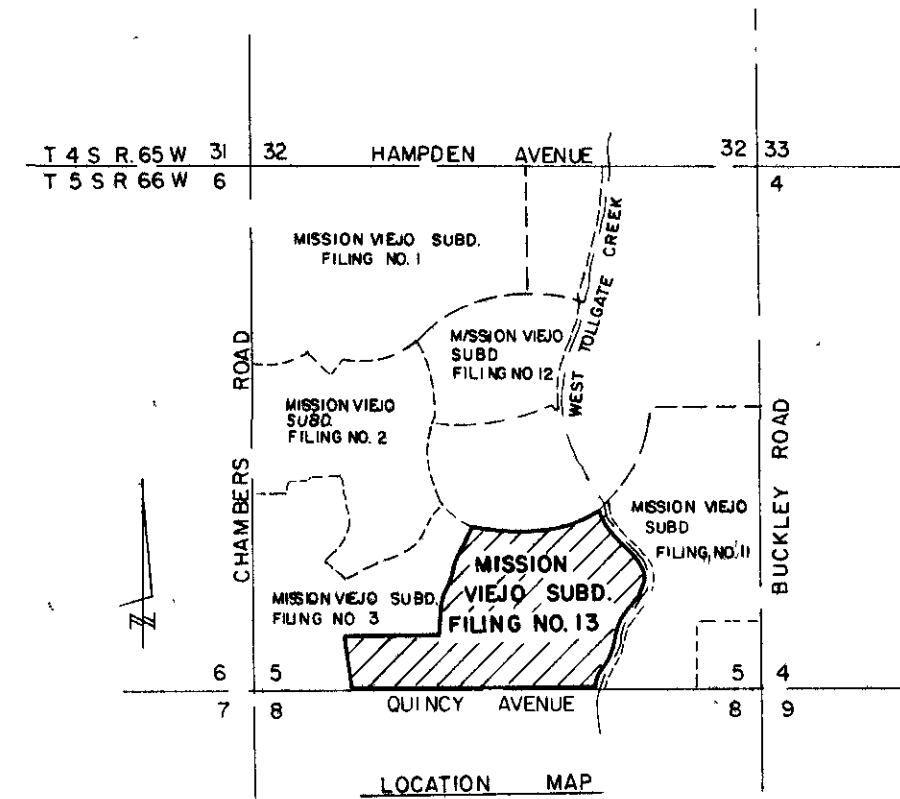 T 4 S R. 65 W 31 32 HAMPDEN AVENUE 32 33
T 5 S R 66 W 6 4
MISSION VIEJO SUBD.
FILING NO. 1
WEST TOLLGATE CREEK
MISSION VIEJO
SUBD
FILING NO 12
CHAMBERS ROAD
MISSION VIEJO
SUBD.
FILING NO. 2
BUCKLEY ROAD
MISSION VIEJO
SUBD
FILING NO. 11
MISSION
VIEJO SUBD.
FILING NO. 13
MISSION VIEJO SUBD.
FILING NO 3
N
6 5 5 4
7 8 QUINCY AVENUE 8 9
LOCATION MAP